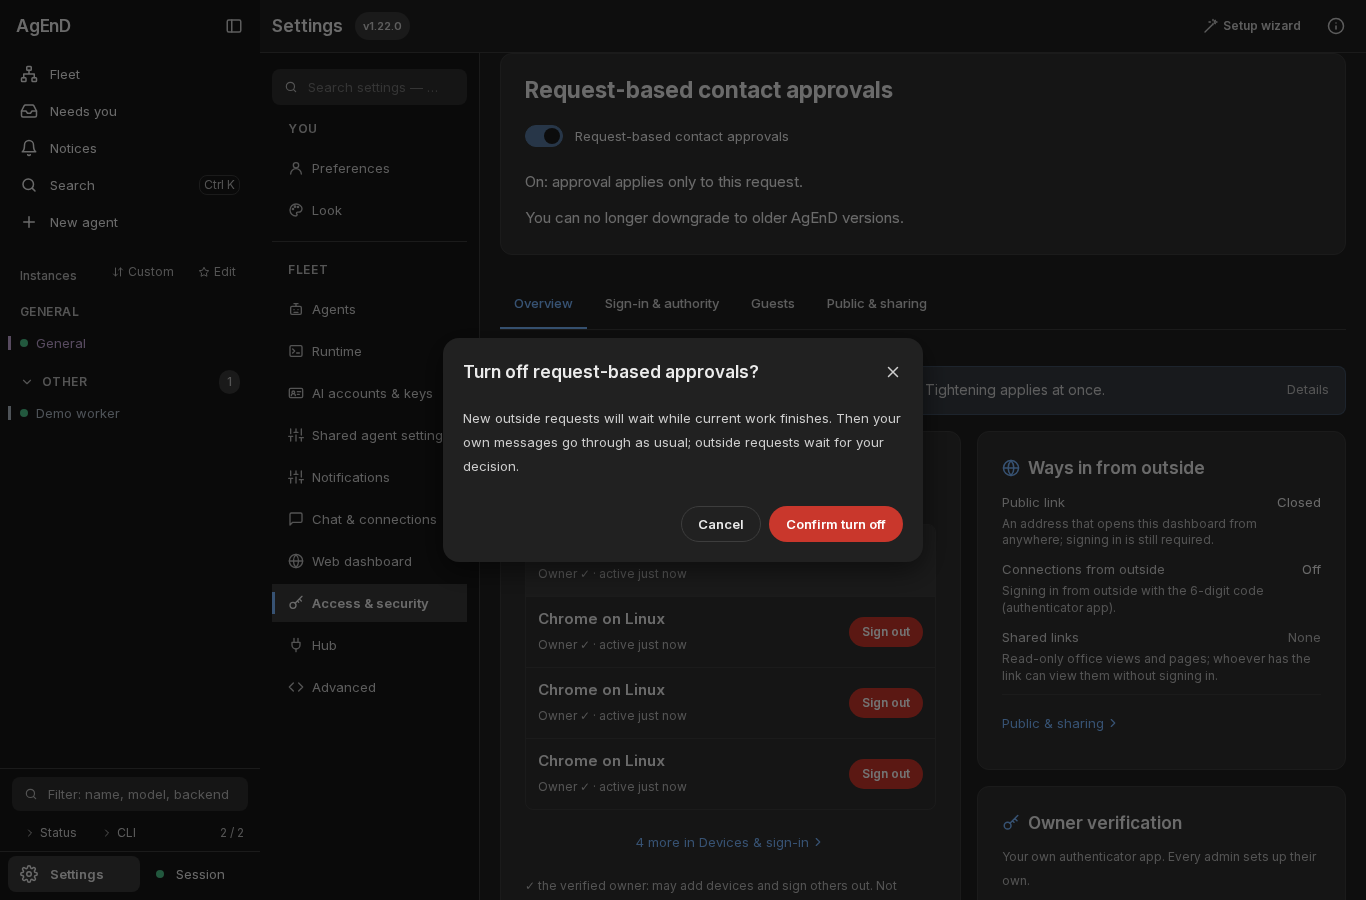 AgEnD
Fleet
Needs you
Notices
Search
Ctrl K
New agent
Instances
Custom
Edit
GENERAL
General
OTHER
1
Demo worker
Filter: name, model, backend
Status
CLI
2 / 2
Settings
Session
Settings
v1.22.0
Setup wizard
Search settings — …
YOU
Preferences
Look
FLEET
Agents
Runtime
AI accounts & keys
Shared agent setting
Notifications
Chat & connections
Web dashboard
Access & security
Hub
Advanced
Request-based contact approvals
Request-based contact approvals
On: approval applies only to this request.
You can no longer downgrade to older AgEnD versions.
Overview
Sign-in & authority
Guests
Public & sharing
Tightening applies at once.
Details
Turn off request-based approvals?
New outside requests will wait while current work finishes. Then your
own messages go through as usual; outside requests wait for your
decision.
Cancel
Confirm turn off
Owner ✓ · active just now
Chrome on Linux
Owner ✓ · active just now
Sign out
Chrome on Linux
Owner ✓ · active just now
Sign out
Chrome on Linux
Owner ✓ · active just now
Sign out
4 more in Devices & sign-in
✓ the verified owner: may add devices and sign others out. Not
Ways in from outside
Public link
Closed
An address that opens this dashboard from
anywhere; signing in is still required.
Connections from outside
Off
Signing in from outside with the 6-digit code
(authenticator app).
Shared links
None
Read-only office views and pages; whoever has the
link can view them without signing in.
Public & sharing
Owner verification
Your own authenticator app. Every admin sets up their
own.